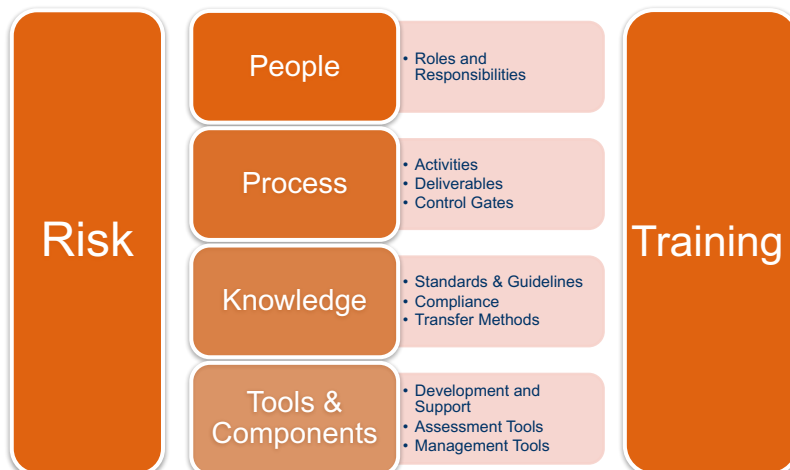 Risk
People
• Roles and
Responsibilities
Process
• Activities
• Deliverables
• Control Gates
Knowledge
• Standards & Guidelines
• Compliance
• Transfer Methods
Tools &
Components
• Development and
Support
• Assessment Tools
• Management Tools
Training